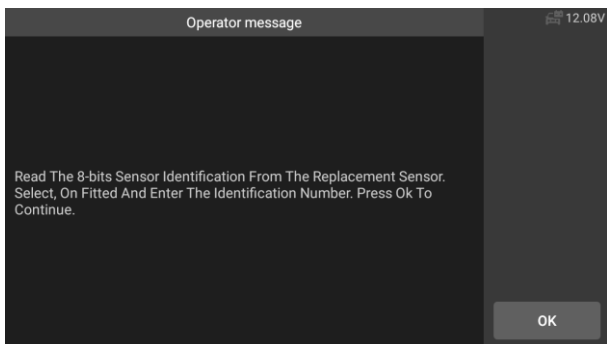 Operator message
12.08V
Read The 8-bits Sensor Identification From The Replacement Sensor.
Select, On Fitted And Enter The Identification Number. Press Ok To
Continue.
OK